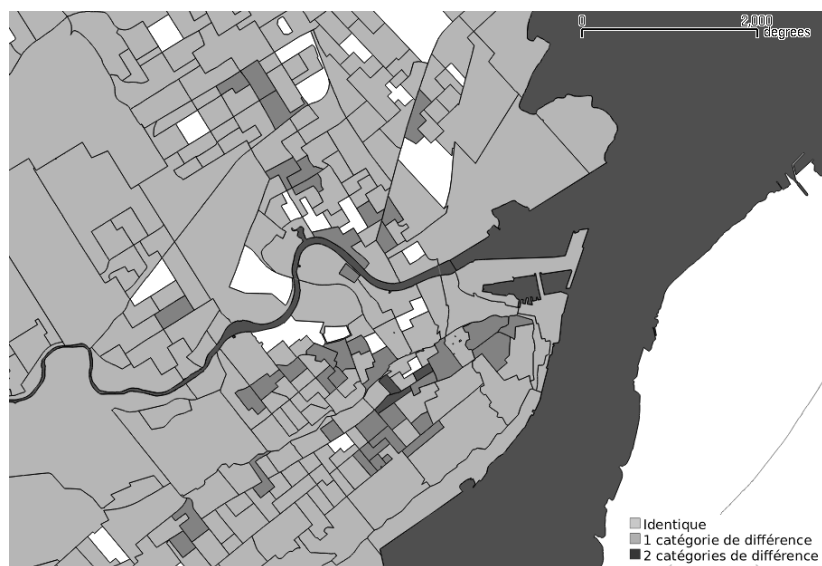 0 2,000
degrees
Identique
1 catégorie de différence
2 catégories de différence